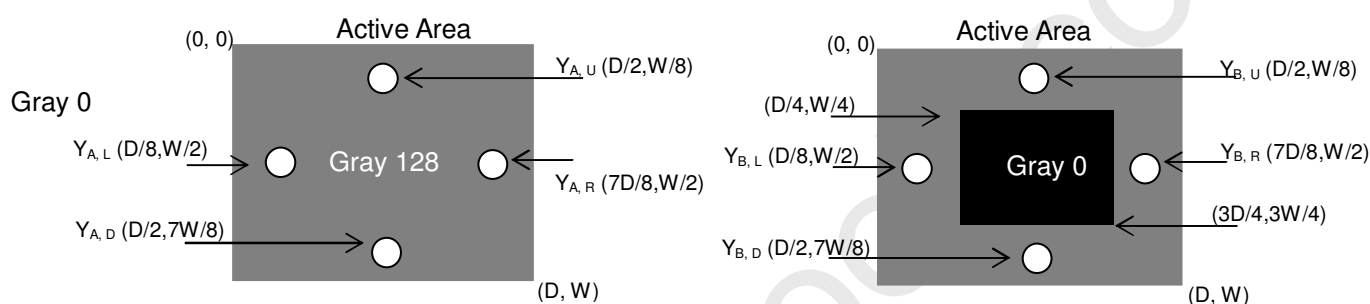 Active Area
(0, 0)
Y_A, U (D/2,W/8)
Gray 0
Y_A, L (D/8,W/2)
Gray 128
Y_A, R (7D/8,W/2)
Y_A, D (D/2,7W/8)
(D, W)
Active Area
(0, 0)
Y_B, U (D/2,W/8)
(D/4,W/4)
Y_B, L (D/8,W/2)
Gray 0
Y_B, R (7D/8,W/2)
(3D/4,3W/4)
Y_B, D (D/2,7W/8)
(D, W)